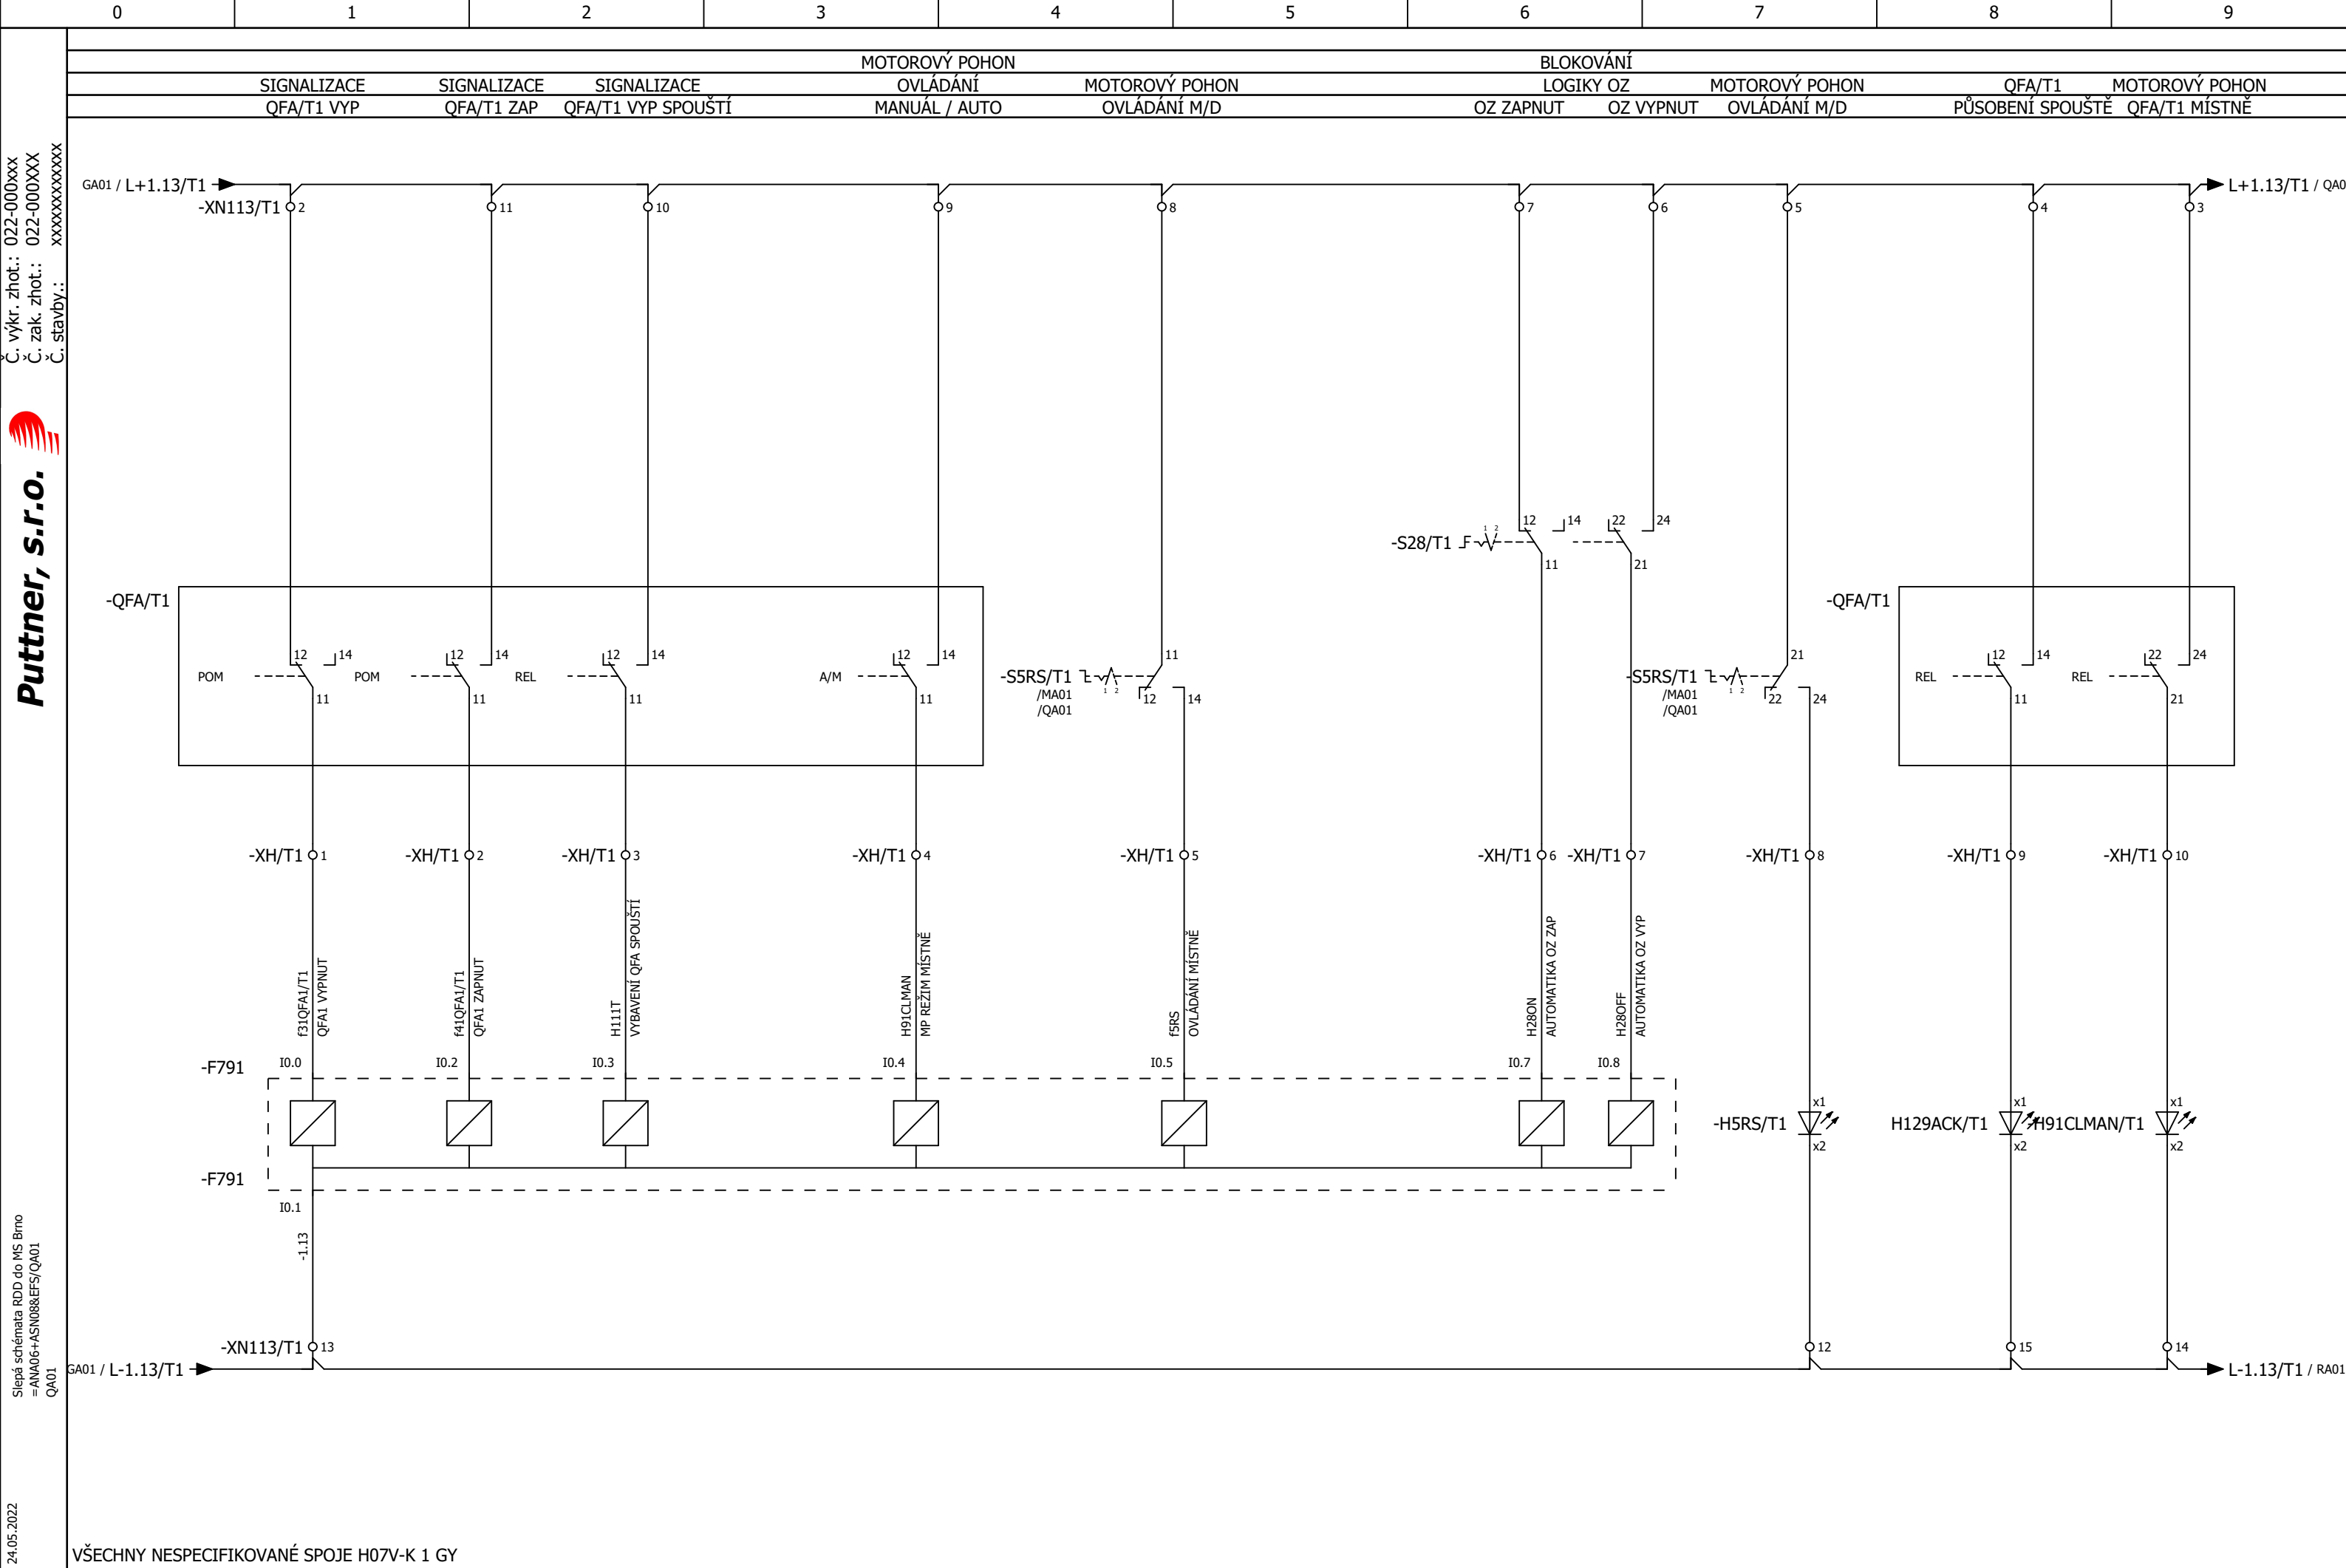 0 1 2 3 4 5 6 7 8 9
MOTOROVÝ POHON BLOKOVÁNÍ
SIGNALIZACE SIGNALIZACE SIGNALIZACE OVLÁDÁNÍ MOTOROVÝ POHON LOGIKY OZ MOTOROVÝ POHON QFA/T1 MOTOROVÝ POHON
QFA/T1 VYP QFA/T1 ZAP QFA/T1 VYP SPOUŠTÍ MANUÁL / AUTO OVLÁDÁNÍ M/D OZ ZAPNUT OZ VYPNUT OVLÁDÁNÍ M/D PŮSOBENÍ SPOUŠTĚ QFA/T1 MÍSTNĚ
Č. výkr. zhot.: 022-000xxx
Č. zak. zhot.: 022-000XXX
Č. stavby.: xxxxxxxxxxxx
Puttner, s.r.o.
Slepá schémata RDD do MS Brno
=ANA06+ASN08&EFS/QA01
QA01
24.05.2022
GA01 / L+1.13/T1 L+1.13/T1 / QA0
-XN113/T1 2 11 10 9 8 7 6 5 4 3
12 14 22 24
-S28/T1 1 2
11 21
-QFA/T1 -QFA/T1
12 14 12 14 12 14 12 14 11 21 12 14 22 24
POM POM REL A/M -S5RS/T1 -S5RS/T1 REL REL
1 2 1 2
/MA01 /MA01
11 11 11 11 12 14 22 24 11 21
/QA01 /QA01
-XH/T1 1 -XH/T1 2 -XH/T1 3 -XH/T1 4 -XH/T1 5 -XH/T1 6 -XH/T1 7 -XH/T1 8 -XH/T1 9 -XH/T1 10
f31QFA1/T1
QFA1 VYPNUT
f41QFA1/T1
QFA1 ZAPNUT
H111T
VYBAVENÍ QFA SPOUŠTÍ
H91CLMAN
MP REŽIM MÍSTNĚ
f5RS
OVLÁDÁNÍ MÍSTNĚ
H28ON
AUTOMATIKA OZ ZAP
H28OFF
AUTOMATIKA OZ VYP
-F791 I0.0 I0.2 I0.3 I0.4 I0.5 I0.7 I0.8
x1 x1 x1
-H5RS/T1 H129ACK/T1 H91CLMAN/T1
x2 x2 x2
-F791
I0.1
-1.13
-XN113/T1 13 12 15 14
GA01 / L-1.13/T1 L-1.13/T1 / RA01
VŠECHNY NESPECIFIKOVANÉ SPOJE H07V-K 1 GY